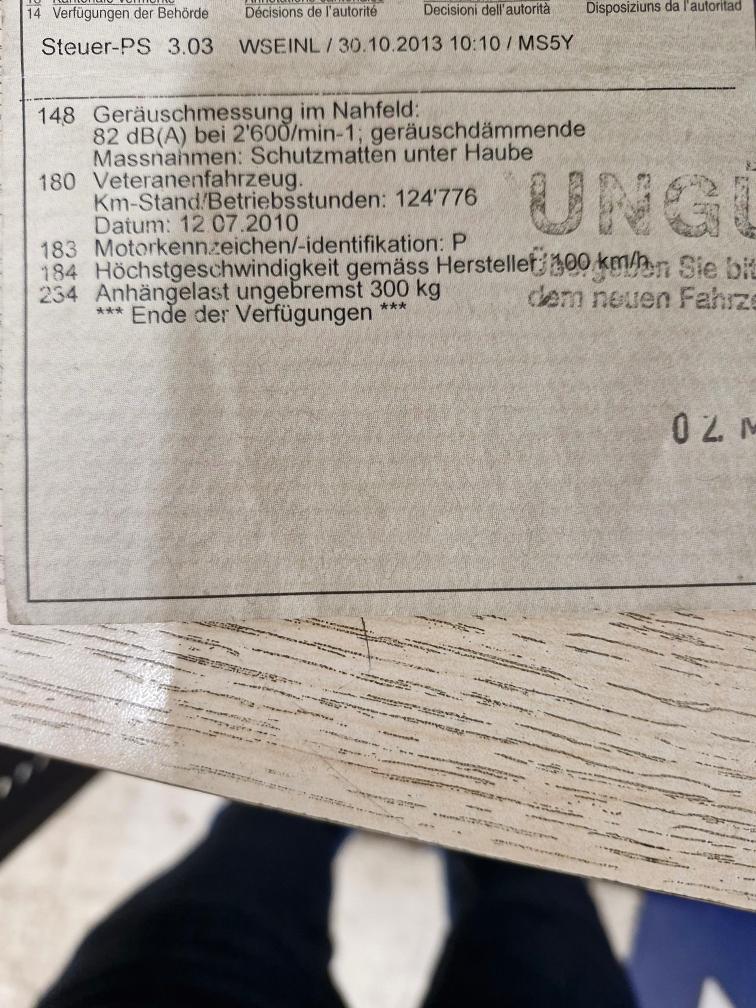 14 Verfügungen der Behörde Décisions de l'autorité Decisioni dell'autorità Disposiziuns da l'autoritad
Steuer-PS 3.03 WSEINL / 30.10.2013 10:10 / MS5Y
148 Geräuschmessung im Nahfeld:
82 dB(A) bei 2'600/min-1; geräuschdämmende
Massnahmen: Schutzmatten unter Haube
180 Veteranenfahrzeug.
Km-Stand/Betriebsstunden: 124'776
UNGÜ
Datum: 12.07.2010
183 Motorkennzeichen/-identifikation: P
184 Höchstgeschwindigkeit gemäss Hersteller: 100 km/h
Übergeben Sie bit
234 Anhängelast ungebremst 300 kg
dem neuen Fahrze
*** Ende der Verfügungen ***
02. M